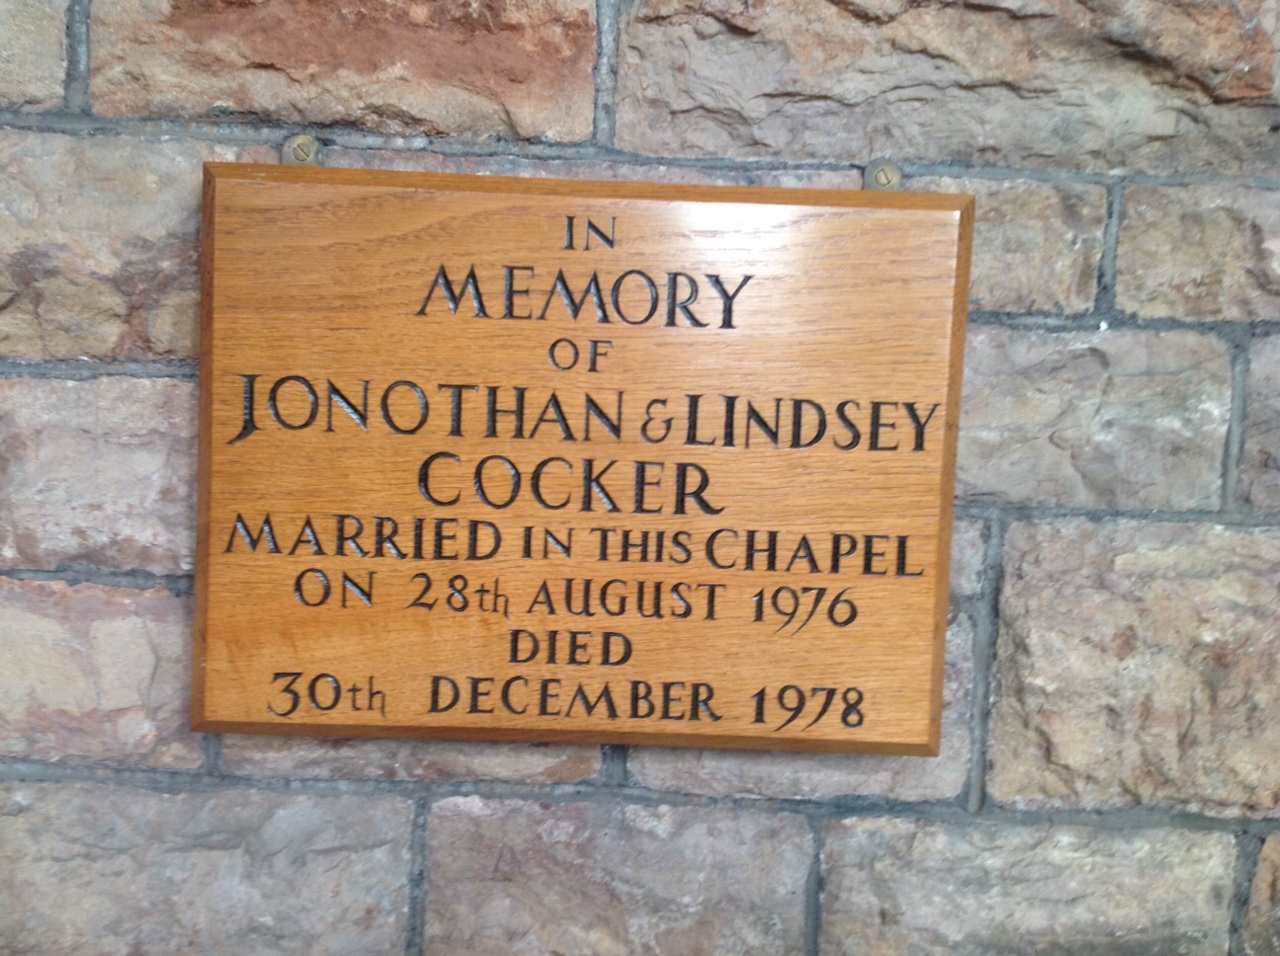 IN
MEMORY
OF
JONOTHAN & LINDSEY
COCKER
MARRIED IN THIS CHAPEL
ON 28th AUGUST 1976
DIED
30th DECEMBER 1978